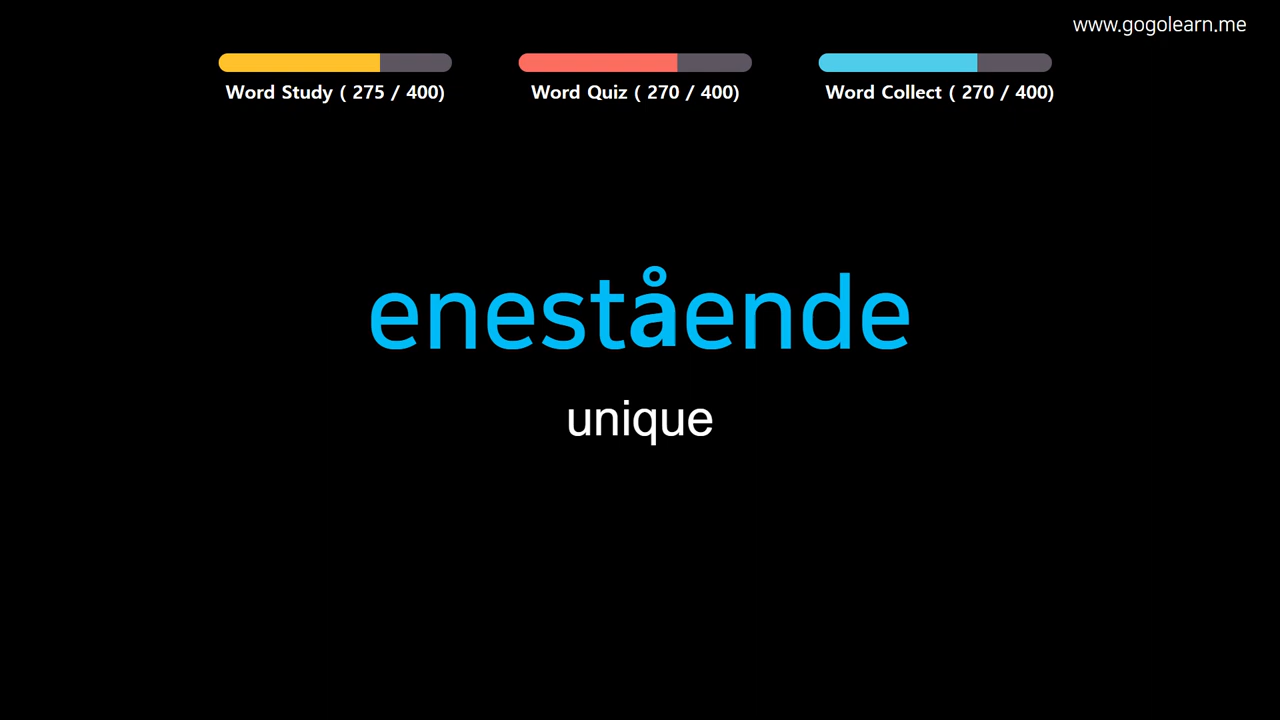 www.gogolearn.me
Word Study ( 275 / 400)
Word Quiz ( 270 / 400)
Word Collect ( 270 / 400)
enestående
unique